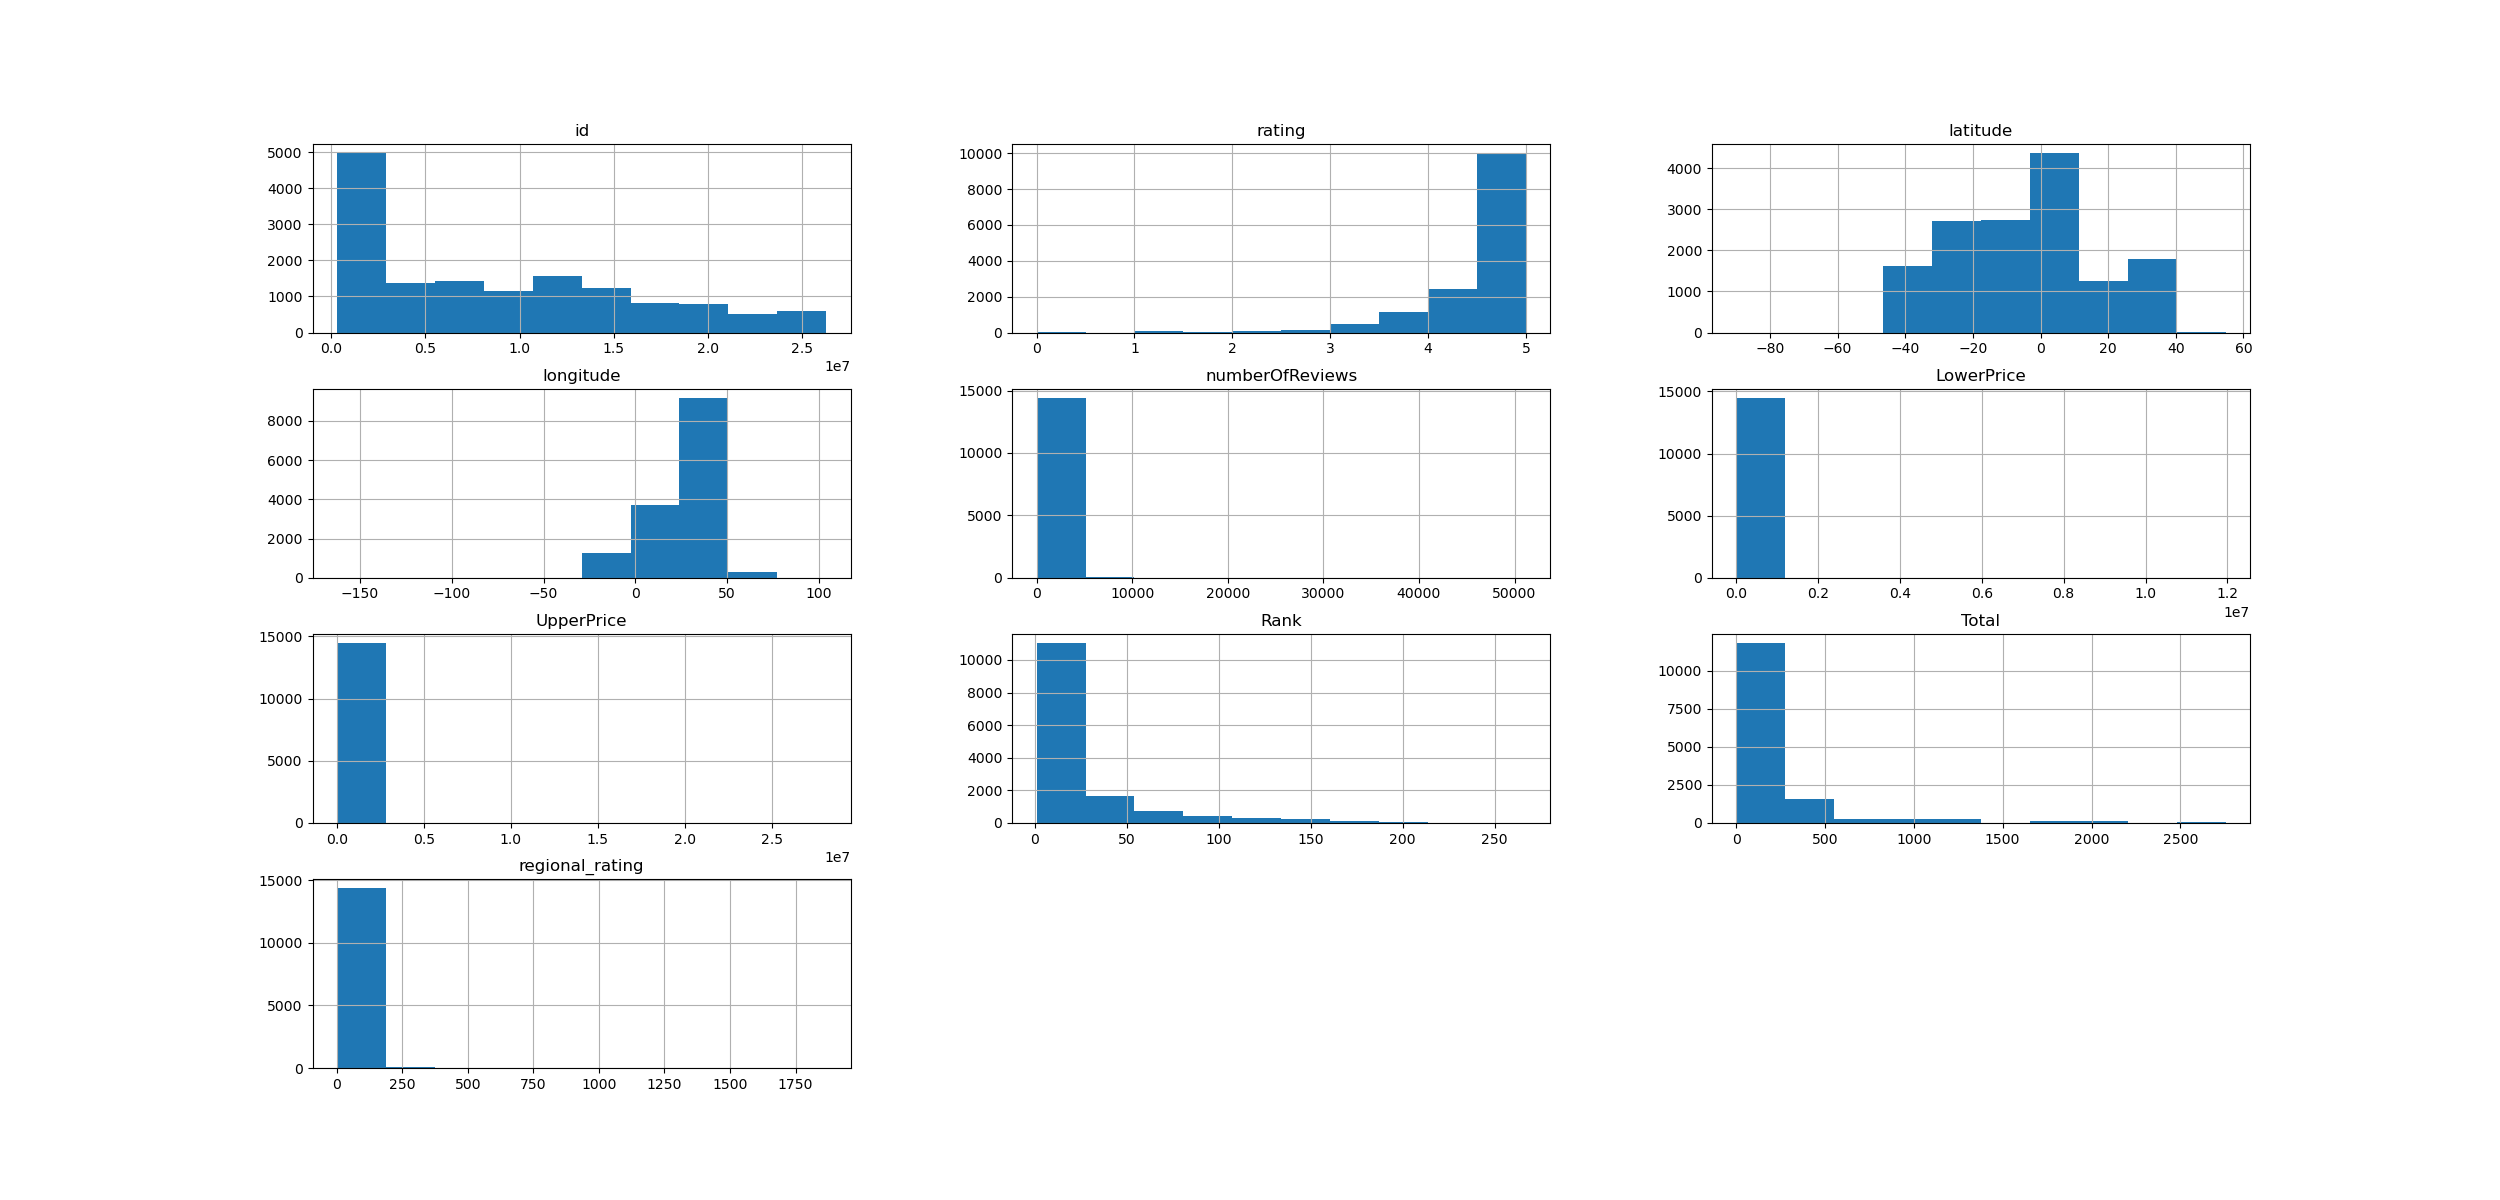 id
5000
4000
3000
2000
1000
0
0.0 0.5 1.0 1.5 2.0 2.5
1e7
rating
10000
8000
6000
4000
2000
0
0 1 2 3 4 5
latitude
4000
3000
2000
1000
0
−80 −60 −40 −20 0 20 40 60
longitude
8000
6000
4000
2000
0
−150 −100 −50 0 50 100
numberOfReviews
15000
10000
5000
0
0 10000 20000 30000 40000 50000
LowerPrice
15000
10000
5000
0
0.0 0.2 0.4 0.6 0.8 1.0 1.2
1e7
UpperPrice
15000
10000
5000
0
0.0 0.5 1.0 1.5 2.0 2.5
1e7
Rank
10000
8000
6000
4000
2000
0
0 50 100 150 200 250
Total
10000
7500
5000
2500
0
0 500 1000 1500 2000 2500
regional_rating
15000
10000
5000
0
0 250 500 750 1000 1250 1500 1750